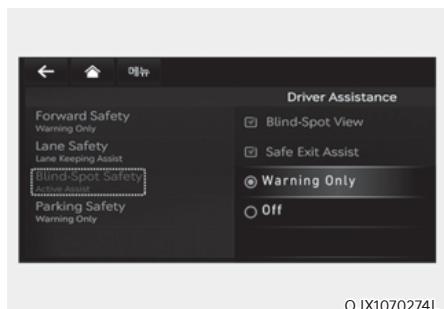 메뉴
Driver Assistance
Forward Safety
Warning Only
Lane Safety
Lane Keeping Assist
Blind-Spot Safety
Active Assist
Parking Safety
Warning Only
Blind-Spot View
Safe Exit Assist
Warning Only
Off
OJX1070274L